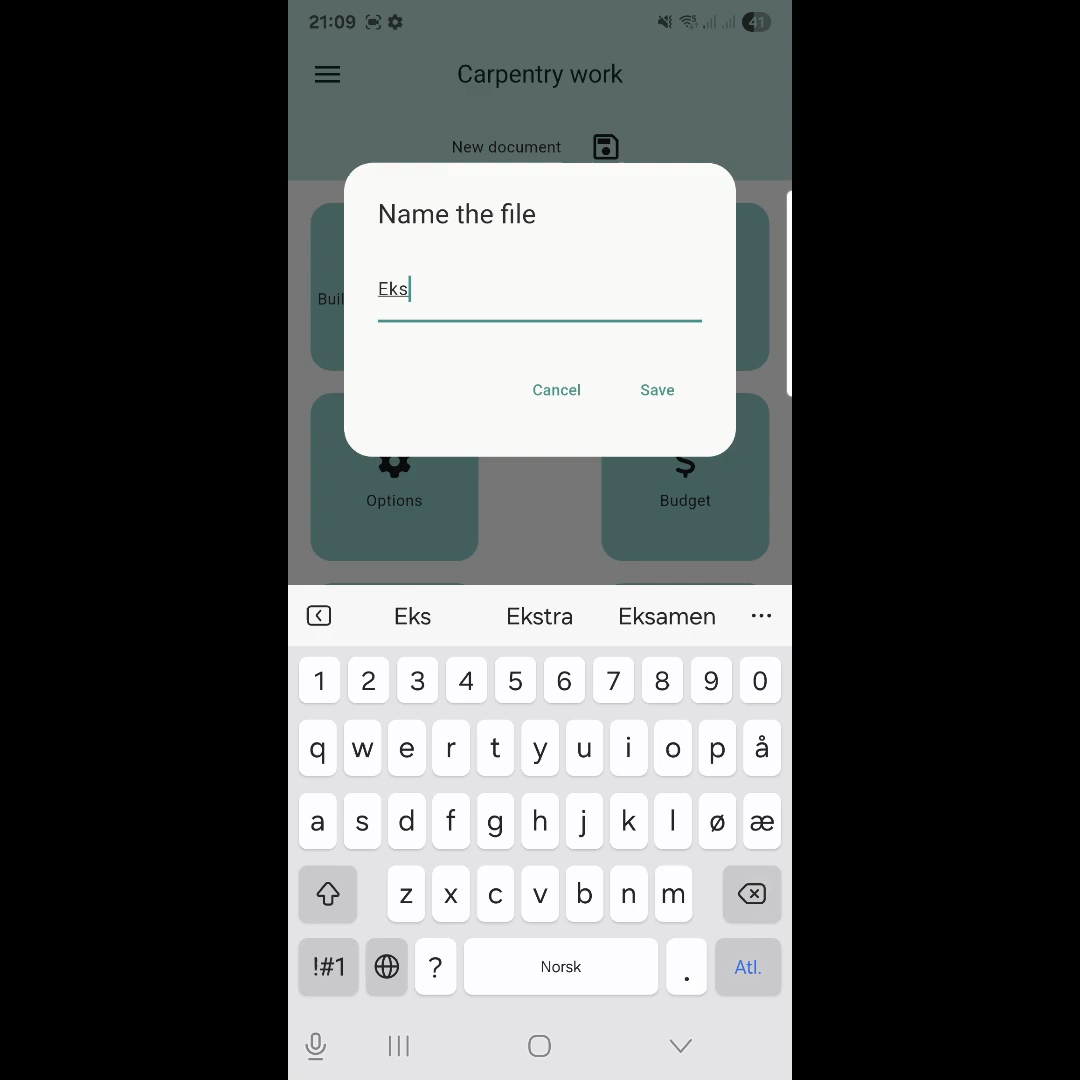 21:09 41
Carpentry work
New document
Name the file
Eks
Buil
Cancel Save
Options Budget
Eks Ekstra Eksamen ...
1 2 3 4 5 6 7 8 9 0
q w e r t y u i o p å
a s d f g h j k l ø æ
z x c v b n m
!#1 ? Norsk . Atl.